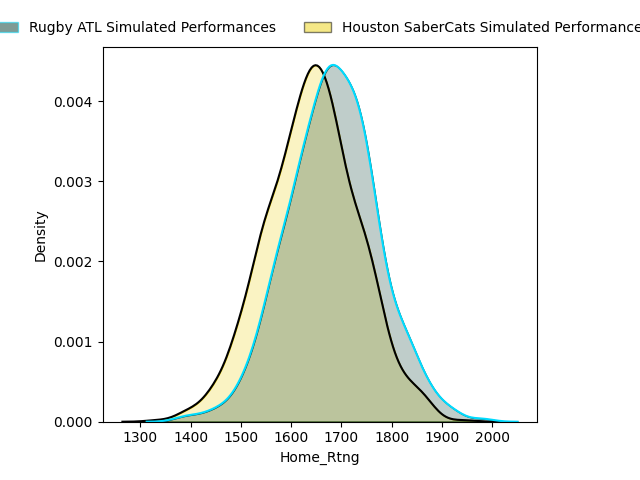 Rugby ATL Simulated Performances Houston SaberCats Simulated Performance
0.004
0.003
0.002
0.001
0.000
Density
1300 1400 1500 1600 1700 1800 1900 2000
Home_Rtng